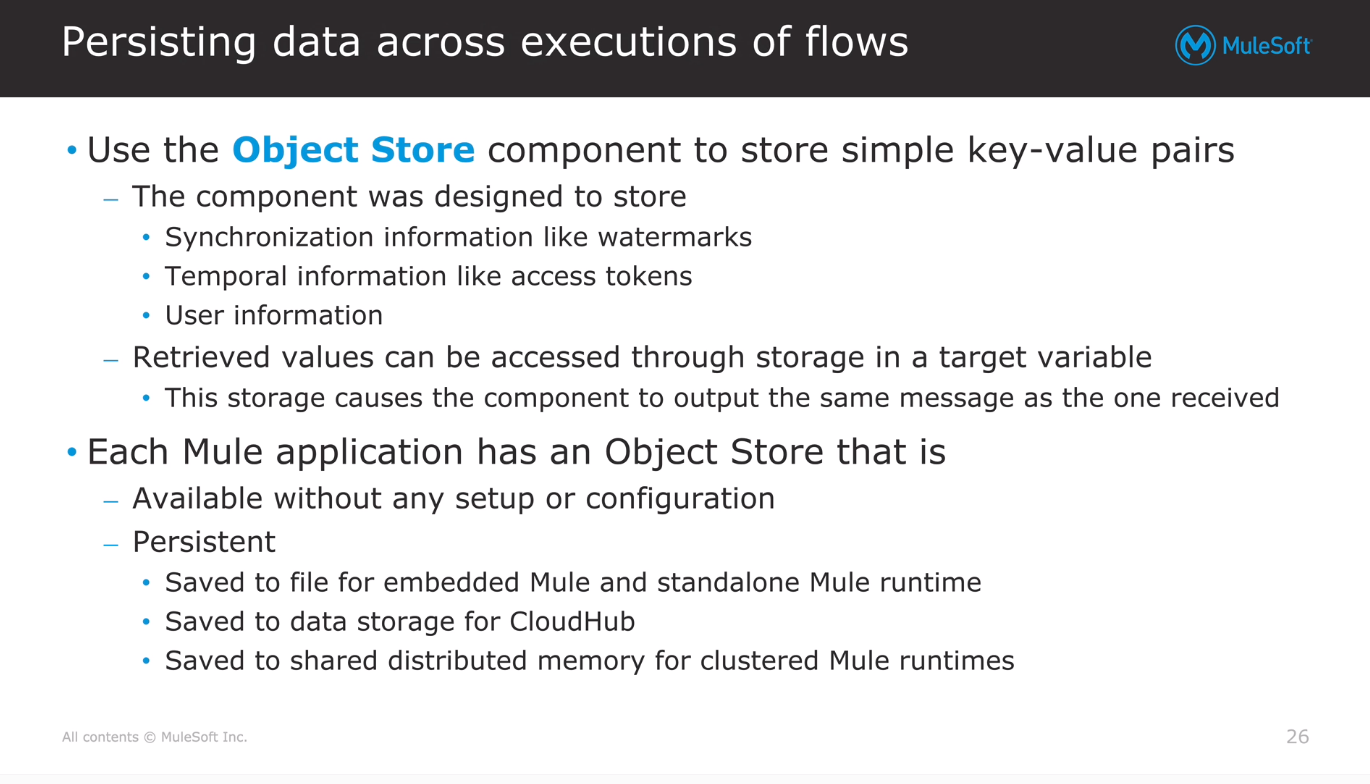 Persisting data across executions of flows
MuleSoft
• Use the Object Store component to store simple key-value pairs
– The component was designed to store
• Synchronization information like watermarks
• Temporal information like access tokens
• User information
– Retrieved values can be accessed through storage in a target variable
• This storage causes the component to output the same message as the one received
• Each Mule application has an Object Store that is
– Available without any setup or configuration
– Persistent
• Saved to file for embedded Mule and standalone Mule runtime
• Saved to data storage for CloudHub
• Saved to shared distributed memory for clustered Mule runtimes
All contents © MuleSoft Inc.
26